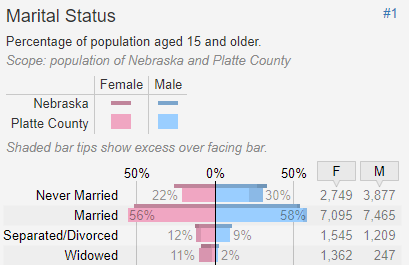 Marital Status #1
Percentage of population aged 15 and older.
Scope: population of Nebraska and Platte County
Female Male
Nebraska
Platte County
Shaded bar tips show excess over facing bar.
50% 0% 50% F M
Never Married 22% 30% 2,749 3,877
Married 56% 58% 7,095 7,465
Separated/Divorced 12% 9% 1,545 1,209
Widowed 11% 2% 1,362 247